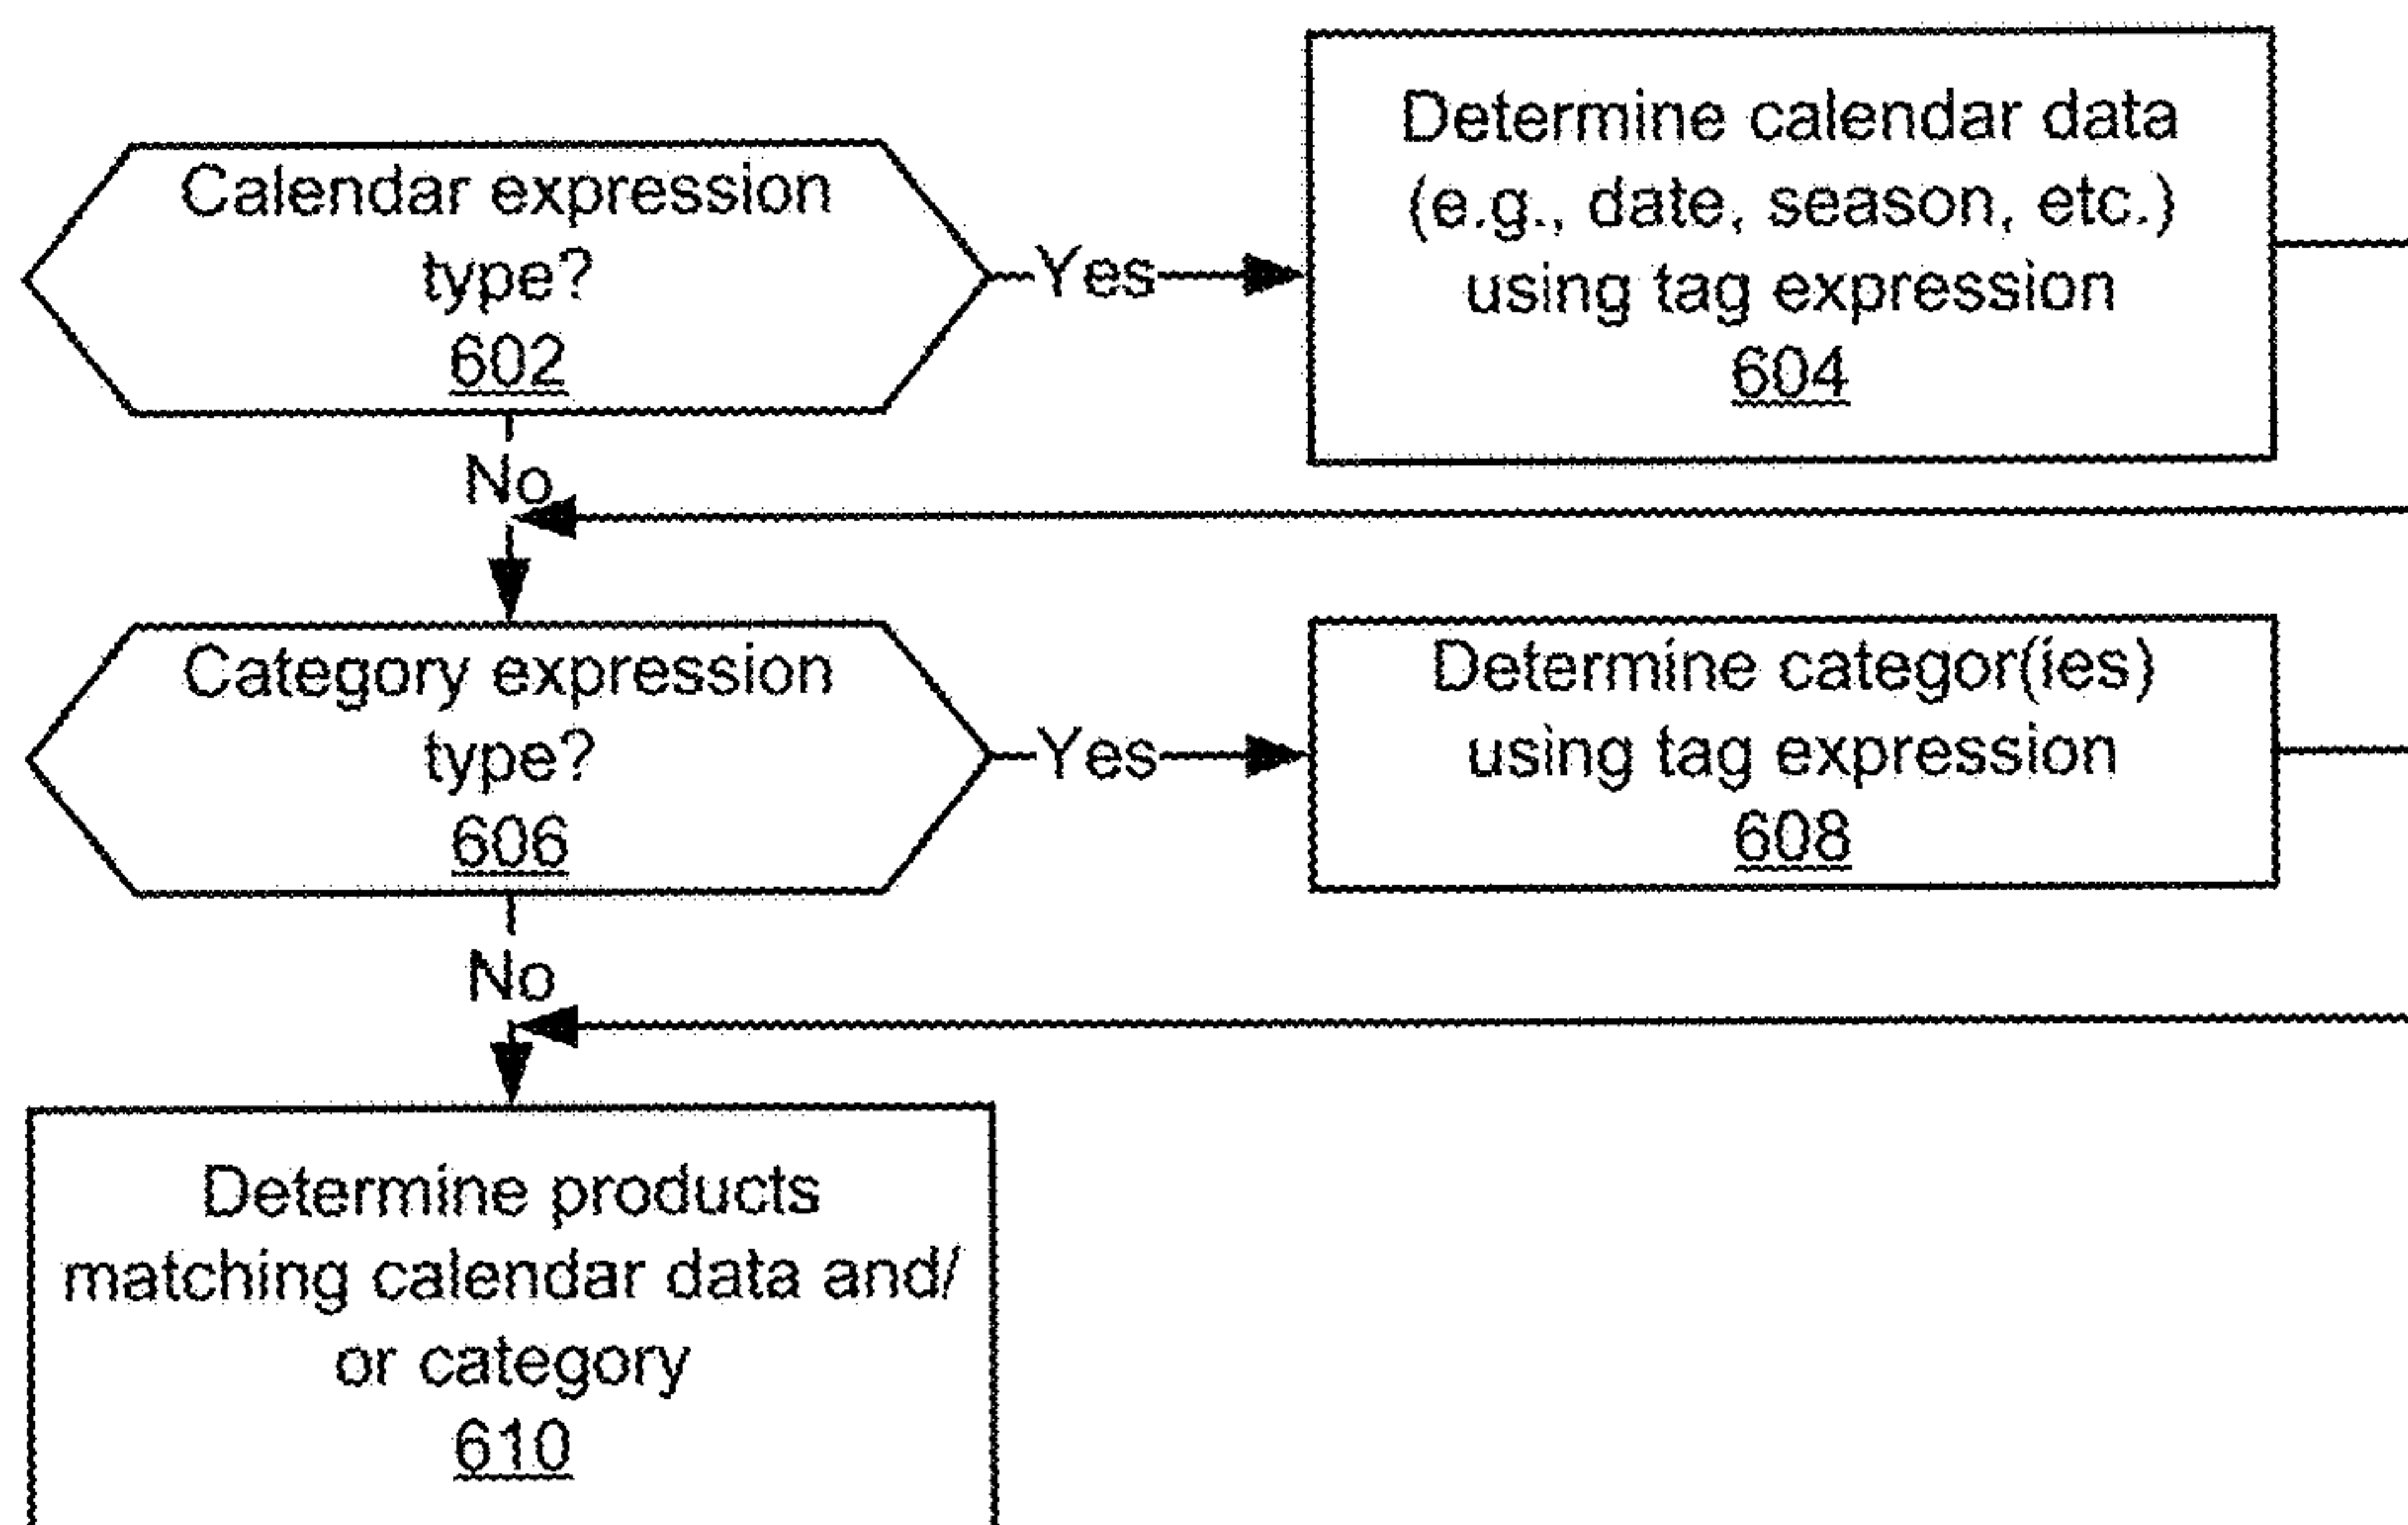 Calendar expression
type?
602
Yes
Determine calendar data
(e.g., date, season, etc.)
using tag expression
604
No
Category expression
type?
606
Yes
Determine categor(ies)
using tag expression
608
No
Determine products
matching calendar data and/
or category
610